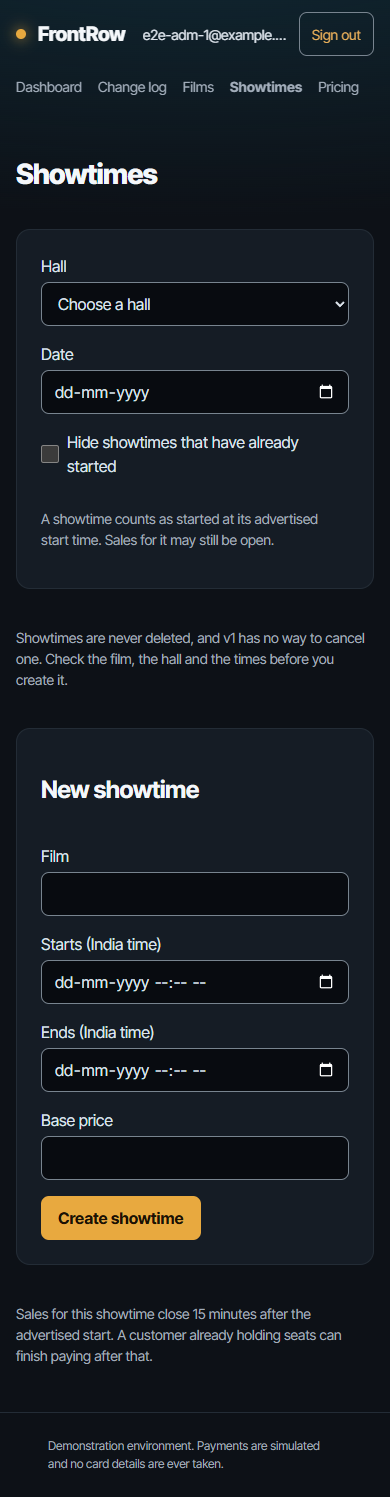 FrontRow
e2e-adm-1@example....
Sign out
Dashboard Change log Films Showtimes Pricing
Showtimes
Hall
Choose a hall
Date
dd-mm-yyyy
Hide showtimes that have already
started
A showtime counts as started at its advertised
start time. Sales for it may still be open.
Showtimes are never deleted, and v1 has no way to cancel
one. Check the film, the hall and the times before you
create it.
New showtime
Film
Starts (India time)
dd-mm-yyyy --:-- --
Ends (India time)
dd-mm-yyyy --:-- --
Base price
Create showtime
Sales for this showtime close 15 minutes after the
advertised start. A customer already holding seats can
finish paying after that.
Demonstration environment. Payments are simulated
and no card details are ever taken.